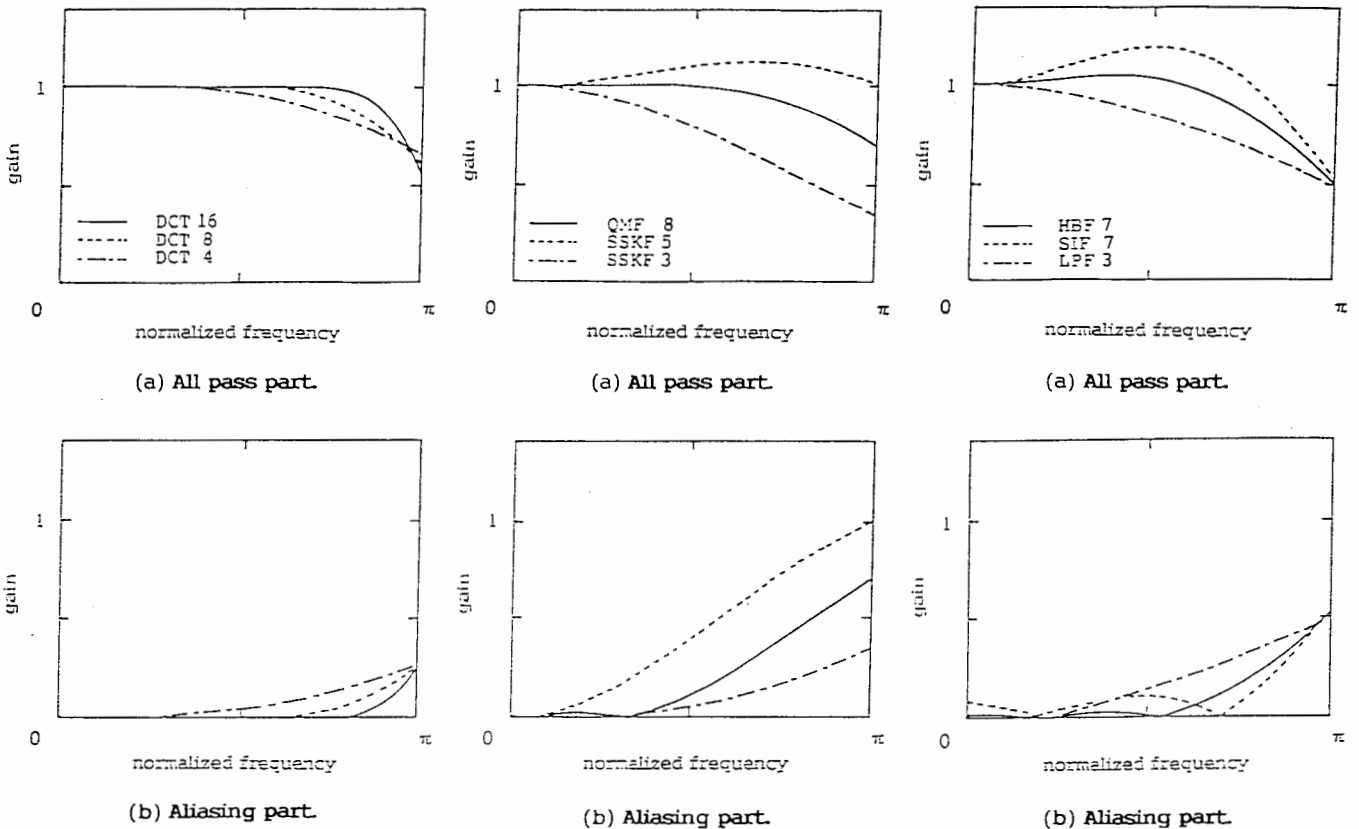 1
gain
DCT 16
DCT 8
DCT 4
0
π
normalized frequency
(a) All pass part.
1
gain
QMF 8
SSKF 5
SSKF 3
0
π
normalized frequency
(a) All pass part.
1
gain
HBF 7
SIF 7
LPF 3
0
π
normalized frequency
(a) All pass part.
1
gain
0
π
normalized frequency
(b) Aliasing part.
1
gain
0
π
normalized frequency
(b) Aliasing part.
1
gain
0
π
normalized frequency
(b) Aliasing part.